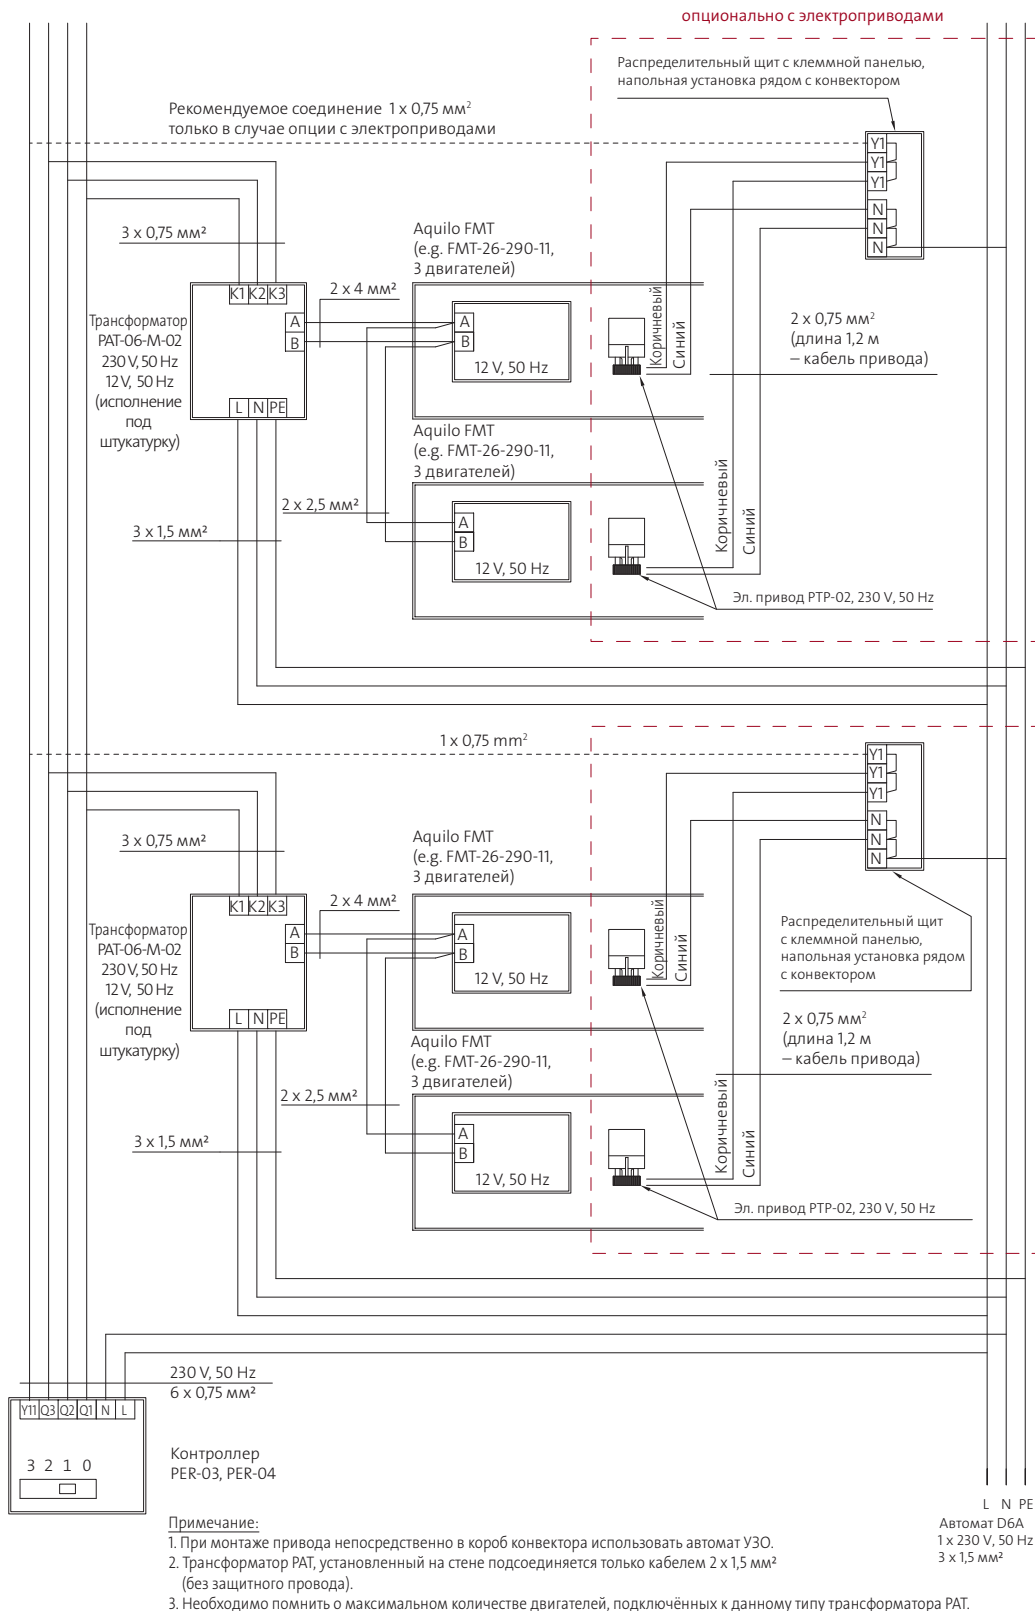 опционально с электроприводами
Распределительный щит с клеммной панелью,
напольная установка рядом с конвектором
Рекомендуемое соединение 1 x 0,75 мм²
только в случае опции с электроприводами
Y1
Y1
Y1
N
N
N
3 x 0,75 мм²
Aquilo FMT
(e.g. FMT-26-290-11,
3 двигателей)
K1 K2 K3
2 x 4 мм²
Трансформатор
PAT-06-M-02
230 V, 50 Hz
12 V, 50 Hz
(исполнение
под
штукатурку)
A
B
A
B
12 V, 50 Hz
Коричневый
Синий
2 x 0,75 мм²
(длина 1,2 м
– кабель привода)
L N PE
Aquilo FMT
(e.g. FMT-26-290-11,
3 двигателей)
2 x 2,5 мм²
3 x 1,5 мм²
A
B
12 V, 50 Hz
Коричневый
Синий
Эл. привод РТР-02, 230 V, 50 Hz
1 x 0,75 mm²
Y1
Y1
Y1
N
N
N
3 x 0,75 мм²
Aquilo FMT
(e.g. FMT-26-290-11,
3 двигателей)
K1 K2 K3
2 x 4 мм²
Трансформатор
PAT-06-M-02
230 V, 50 Hz
12 V, 50 Hz
(исполнение
под
штукатурку)
A
B
A
B
12 V, 50 Hz
Коричневый
Синий
Распределительный щит
с клеммной панелью,
напольная установка рядом
с конвектором
2 x 0,75 мм²
(длина 1,2 м
– кабель привода)
L N PE
Aquilo FMT
(e.g. FMT-26-290-11,
3 двигателей)
2 x 2,5 мм²
3 x 1,5 мм²
A
B
12 V, 50 Hz
Коричневый
Синий
Эл. привод РТР-02, 230 V, 50 Hz
230 V, 50 Hz
6 x 0,75 мм²
Y11 Q3 Q2 Q1 N L
3 2 1 0
Контроллер
PER-03, PER-04
L N PE
Автомат D6A
1 x 230 V, 50 Hz
3 x 1,5 мм²
Примечание:
1. При монтаже привода непосредственно в короб конвектора использовать автомат УЗО.
2. Трансформатор PAT, установленный на стене подсоединяется только кабелем 2 x 1,5 мм²
(без защитного провода).
3. Необходимо помнить о максимальном количестве двигателей, подключённых к данному типу трансформатора PAT.